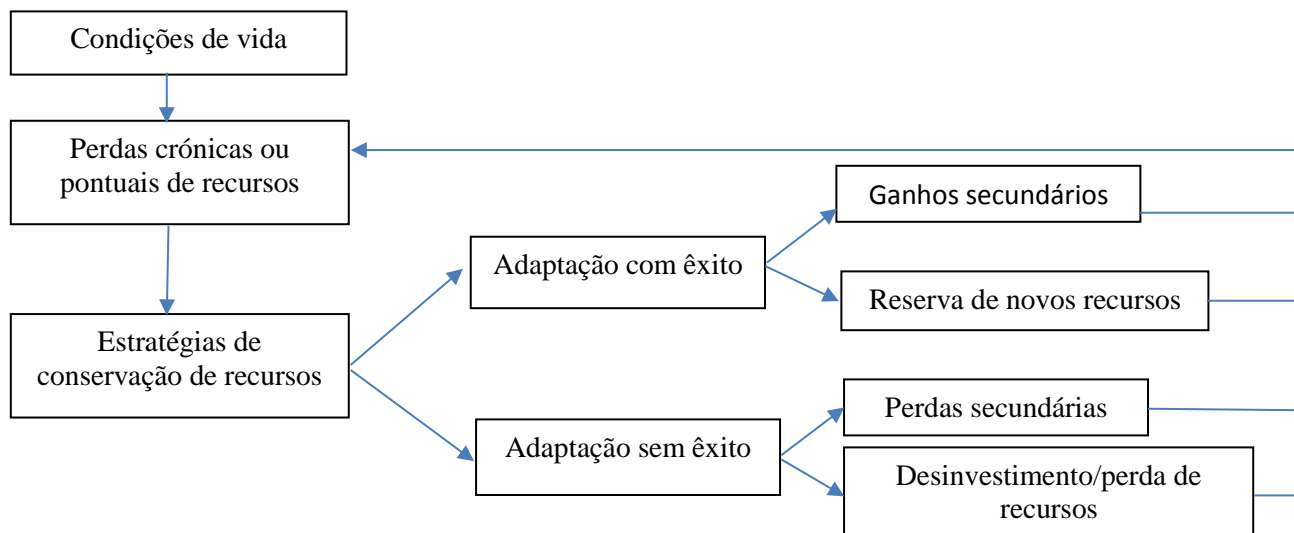 Condições de vida
Perdas crónicas ou
pontuais de recursos
Ganhos secundários
Adaptação com êxito
Reserva de novos recursos
Estratégias de
conservação de recursos
Perdas secundárias
Adaptação sem êxito
Desinvestimento/perda de
recursos